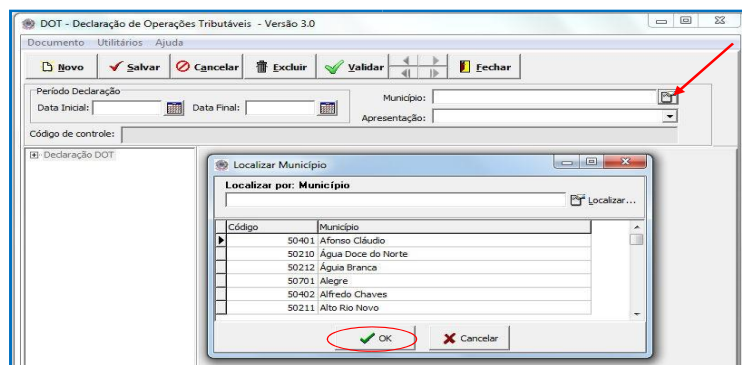 DOT - Declaração de Operações Tributáveis - Versão 3.0
Documento Utilitários Ajuda
Novo Salvar Cancelar Excluir Validar Fechar
Período Declaração
Data Inicial: Data Final: Município:
Apresentação:
Código de controle:
Declaração DOT
Localizar Município
Localizar por: Município
Localizar...
Código Município
50401 Afonso Cláudio
50210 Água Doce do Norte
50212 Águia Branca
50701 Alegre
50402 Alfredo Chaves
50211 Alto Rio Novo
OK Cancelar